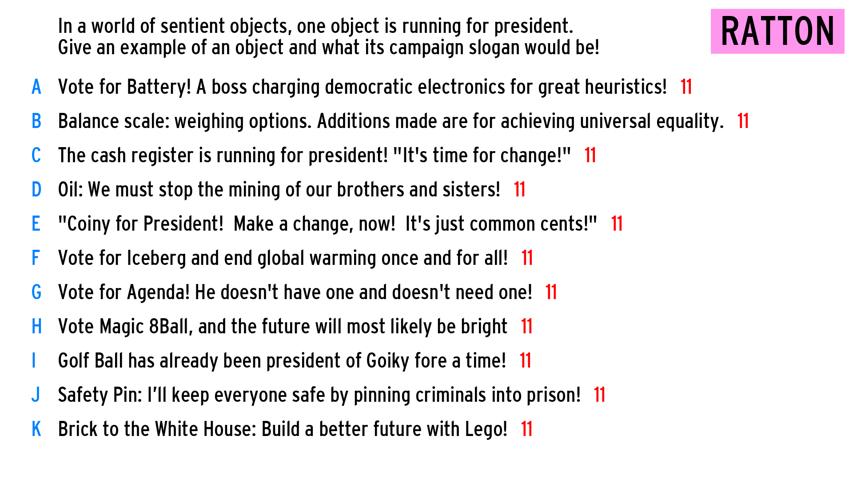 In a world of sentient objects, one object is running for president.
Give an example of an object and what its campaign slogan would be!
RATTON
A Vote for Battery! A boss charging democratic electronics for great heuristics! 11
B Balance scale: weighing options. Additions made are for achieving universal equality. 11
C The cash register is running for president! "It's time for change!" 11
D Oil: We must stop the mining of our brothers and sisters! 11
E "Coiny for President!  Make a change, now!  It's just common cents!" 11
F Vote for Iceberg and end global warming once and for all! 11
G Vote for Agenda! He doesn't have one and doesn't need one! 11
H Vote Magic 8Ball, and the future will most likely be bright 11
I Golf Ball has already been president of Goiky fore a time! 11
J Safety Pin: I’ll keep everyone safe by pinning criminals into prison! 11
K Brick to the White House: Build a better future with Lego! 11